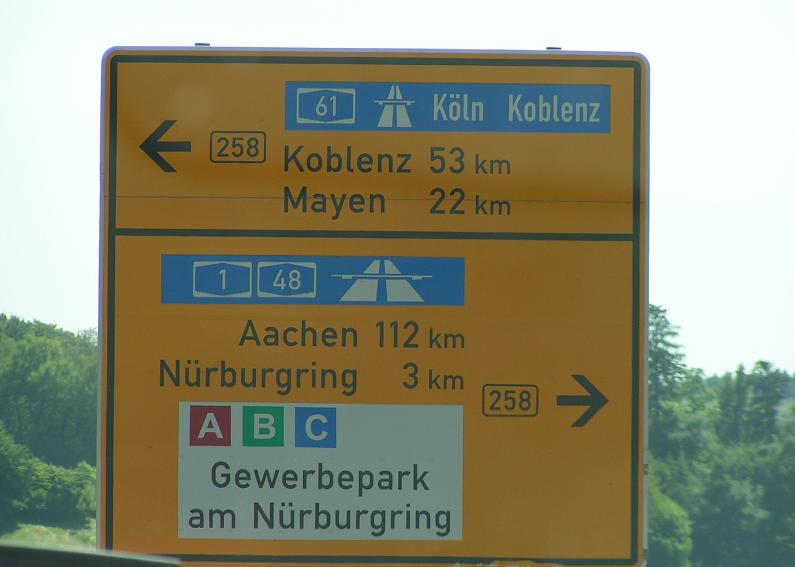 61 Köln Koblenz
258 Koblenz 53 km
Mayen 22 km
1 48
Aachen 112 km
Nürburgring 3 km
258
A B C
Gewerbepark
am Nürburgring